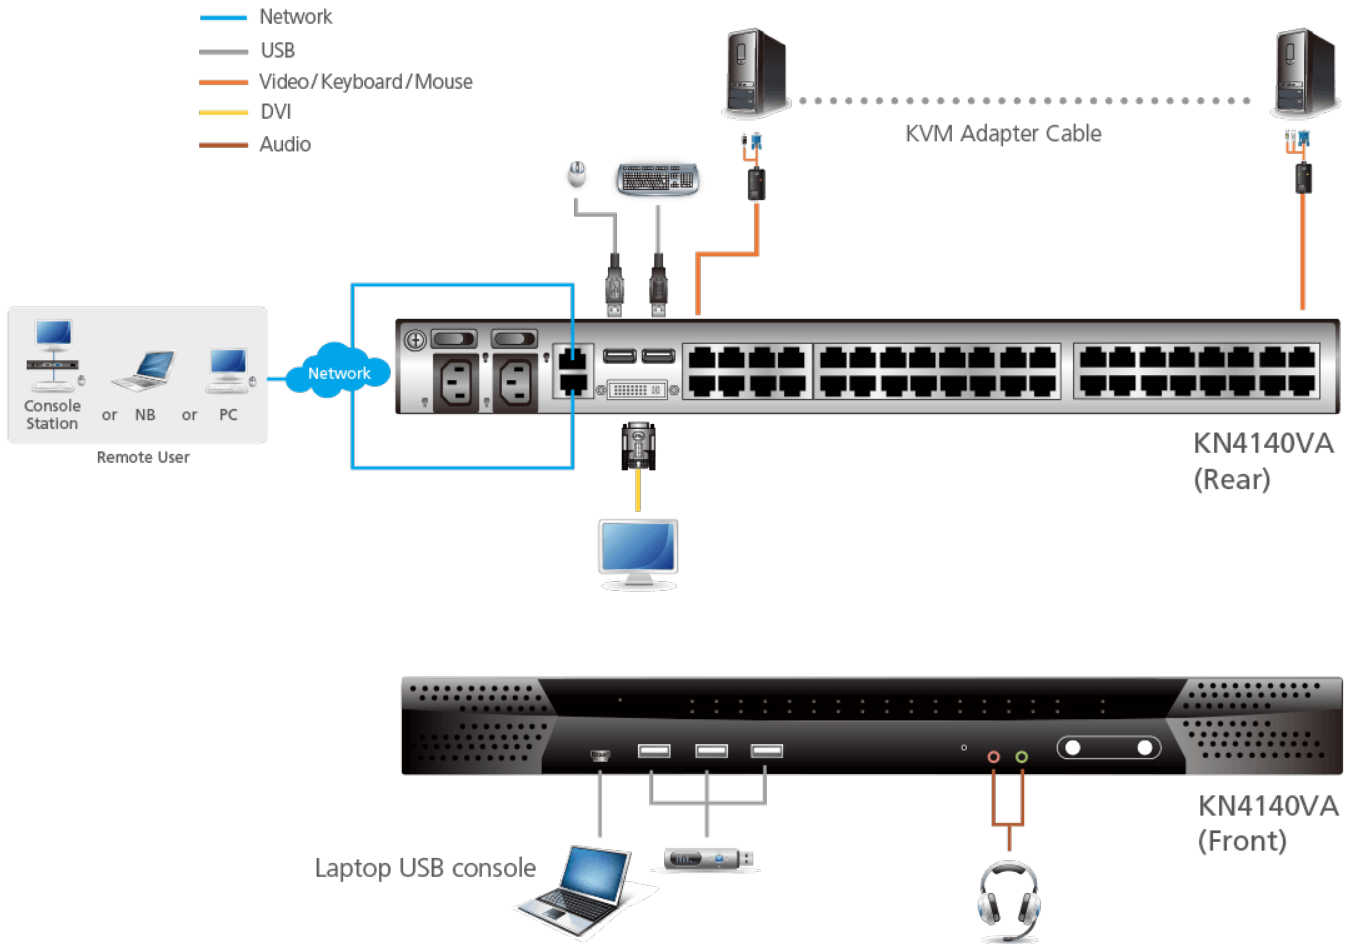 Network
USB
Video/Keyboard/Mouse
DVI
Audio
KVM Adapter Cable
Network
Console
Station
or
NB
or
PC
Remote User
KN4140VA
(Rear)
KN4140VA
(Front)
Laptop USB console